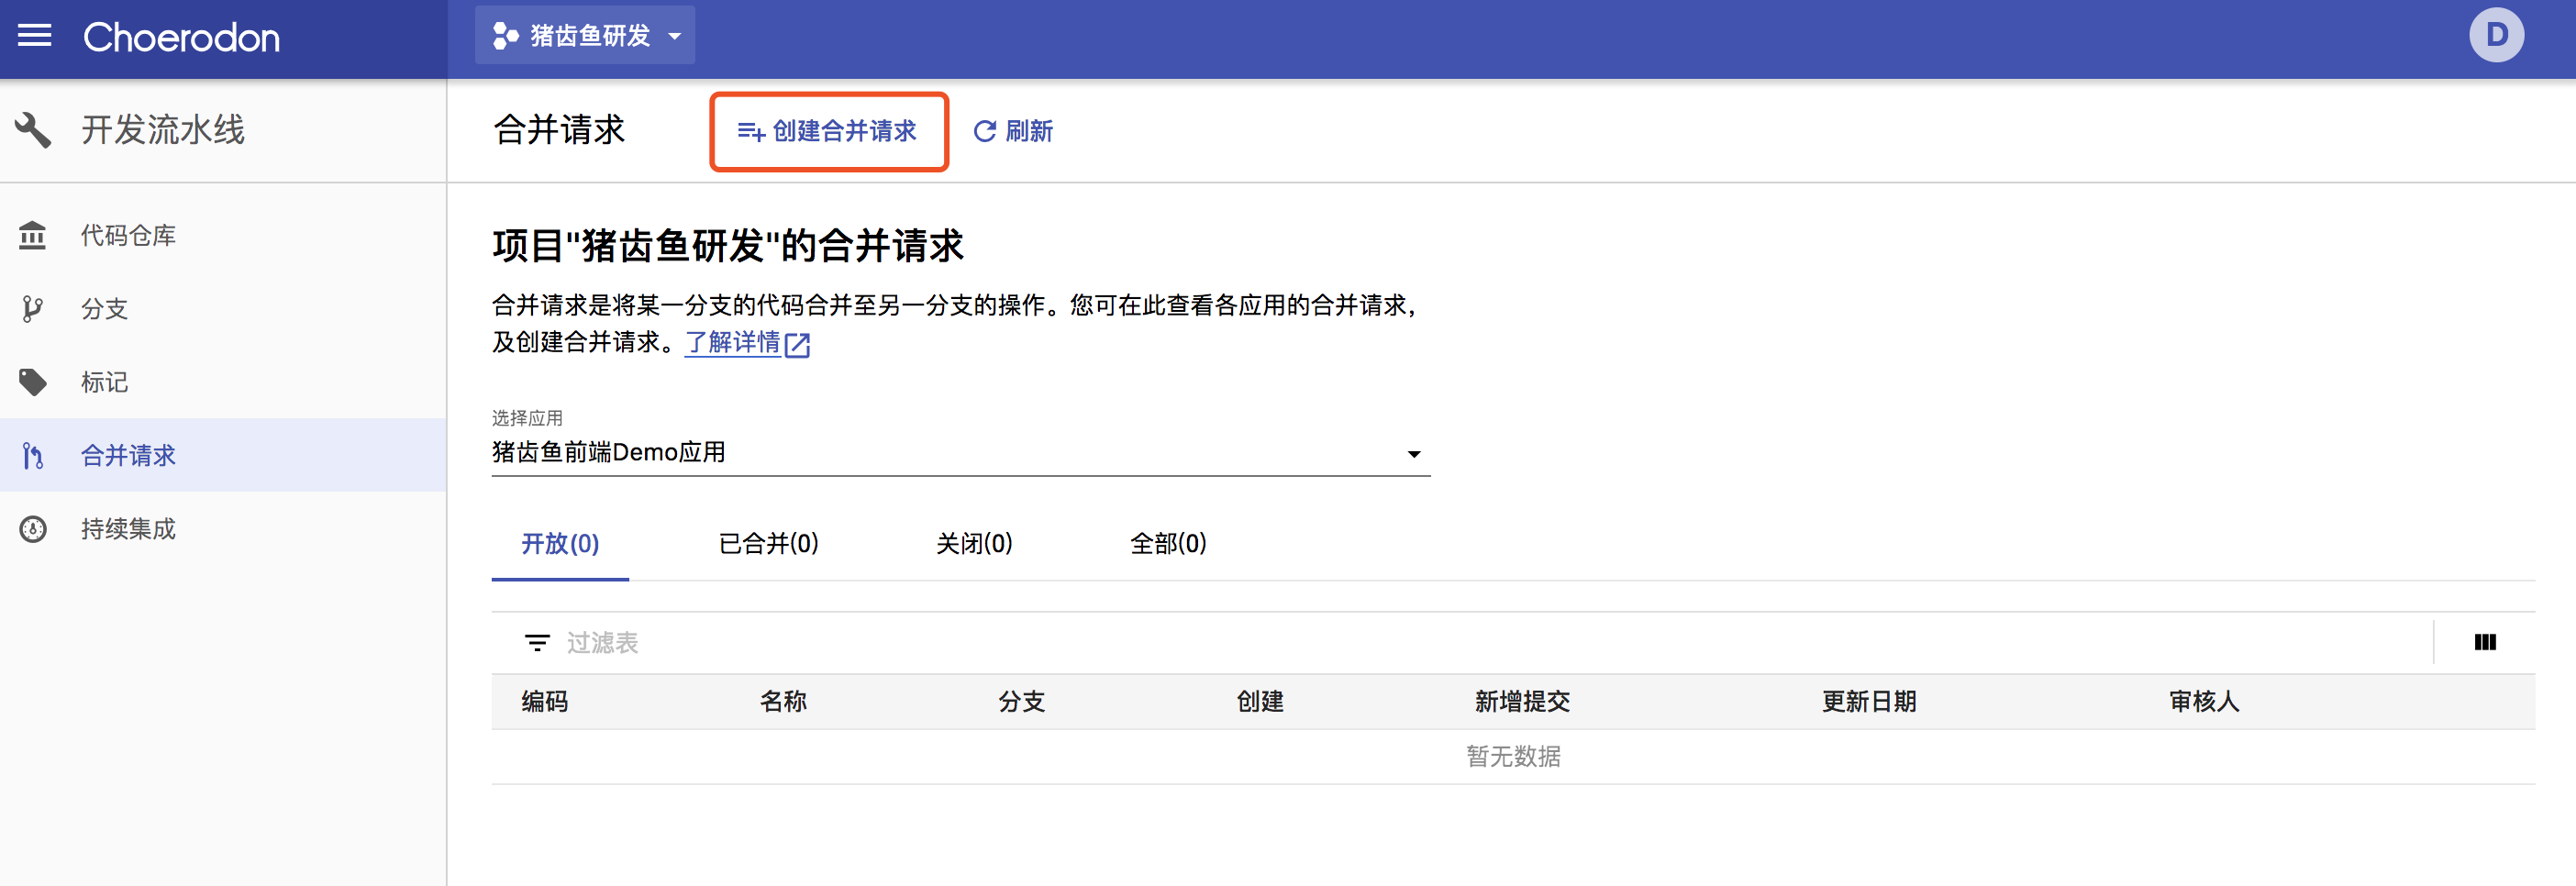 Choerodon
猪齿鱼研发
D
开发流水线
代码仓库
分支
标记
合并请求
持续集成
合并请求
创建合并请求
刷新
项目"猪齿鱼研发"的合并请求
合并请求是将某一分支的代码合并至另一分支的操作。您可在此查看各应用的合并请求，
及创建合并请求。了解详情
选择应用
猪齿鱼前端Demo应用
开放(0) 已合并(0) 关闭(0) 全部(0)
过滤表
编码 名称 分支 创建 新增提交 更新日期 审核人
暂无数据